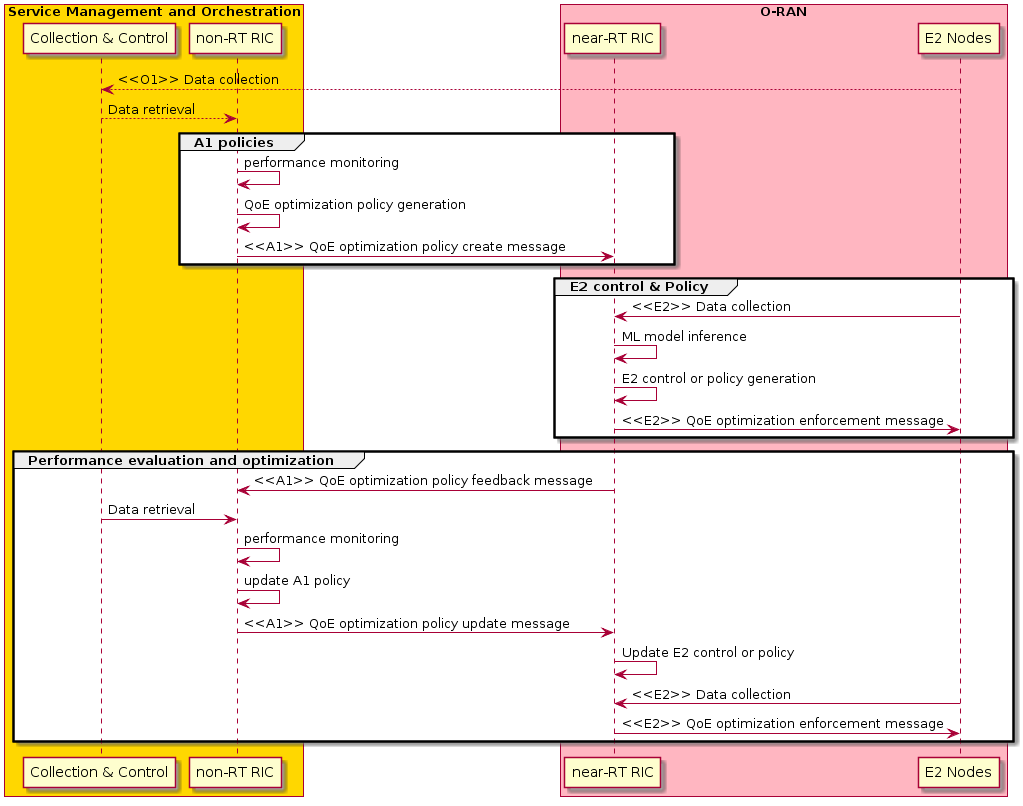 Service Management and Orchestration
O-RAN
Collection & Control
non-RT RIC
near-RT RIC
E2 Nodes
<<O1>> Data collection
Data retrieval
A1 policies
performance monitoring
QoE optimization policy generation
<<A1>> QoE optimization policy create message
E2 control & Policy
<<E2>> Data collection
ML model inference
E2 control or policy generation
<<E2>> QoE optimization enforcement message
Performance evaluation and optimization
<<A1>> QoE optimization policy feedback message
Data retrieval
performance monitoring
update A1 policy
<<A1>> QoE optimization policy update message
Update E2 control or policy
<<E2>> Data collection
<<E2>> QoE optimization enforcement message
Collection & Control
non-RT RIC
near-RT RIC
E2 Nodes